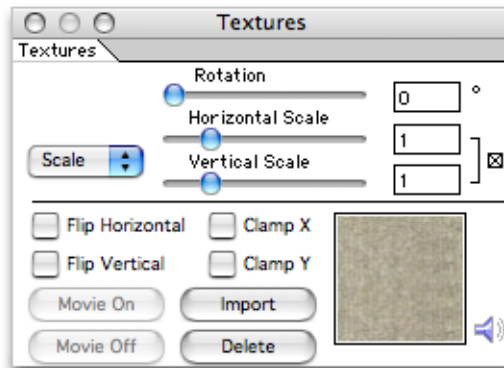 Textures
Textures
Rotation
0 °
Horizontal Scale
1
Scale
Vertical Scale
1
Flip Horizontal
Clamp X
Flip Vertical
Clamp Y
Movie On
Import
Movie Off
Delete